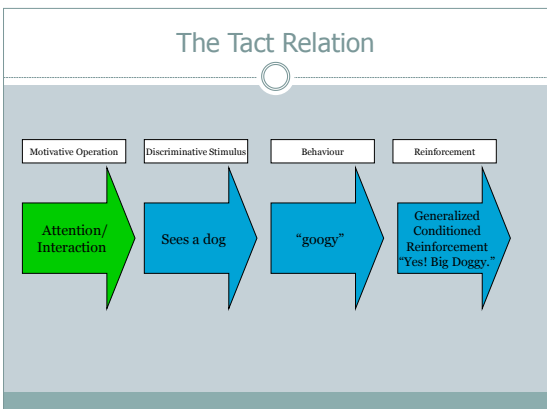 The Tact Relation
Motivative Operation
Discriminative Stimulus
Behaviour
Reinforcement
Attention/
Interaction
Sees a dog
“googy”
Generalized
Conditioned
Reinforcement
“Yes! Big Doggy.”